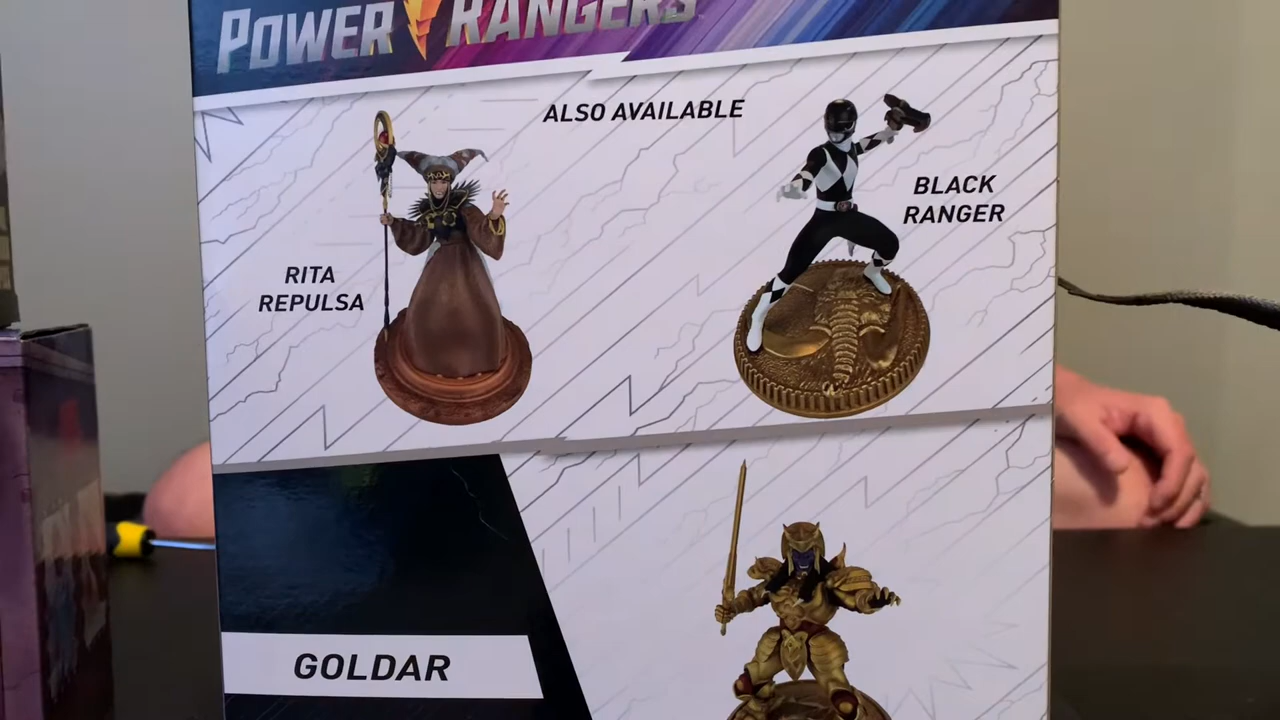 POWER RANGERS
ALSO AVAILABLE
BLACK
RANGER
RITA
REPULSA
GOLDAR